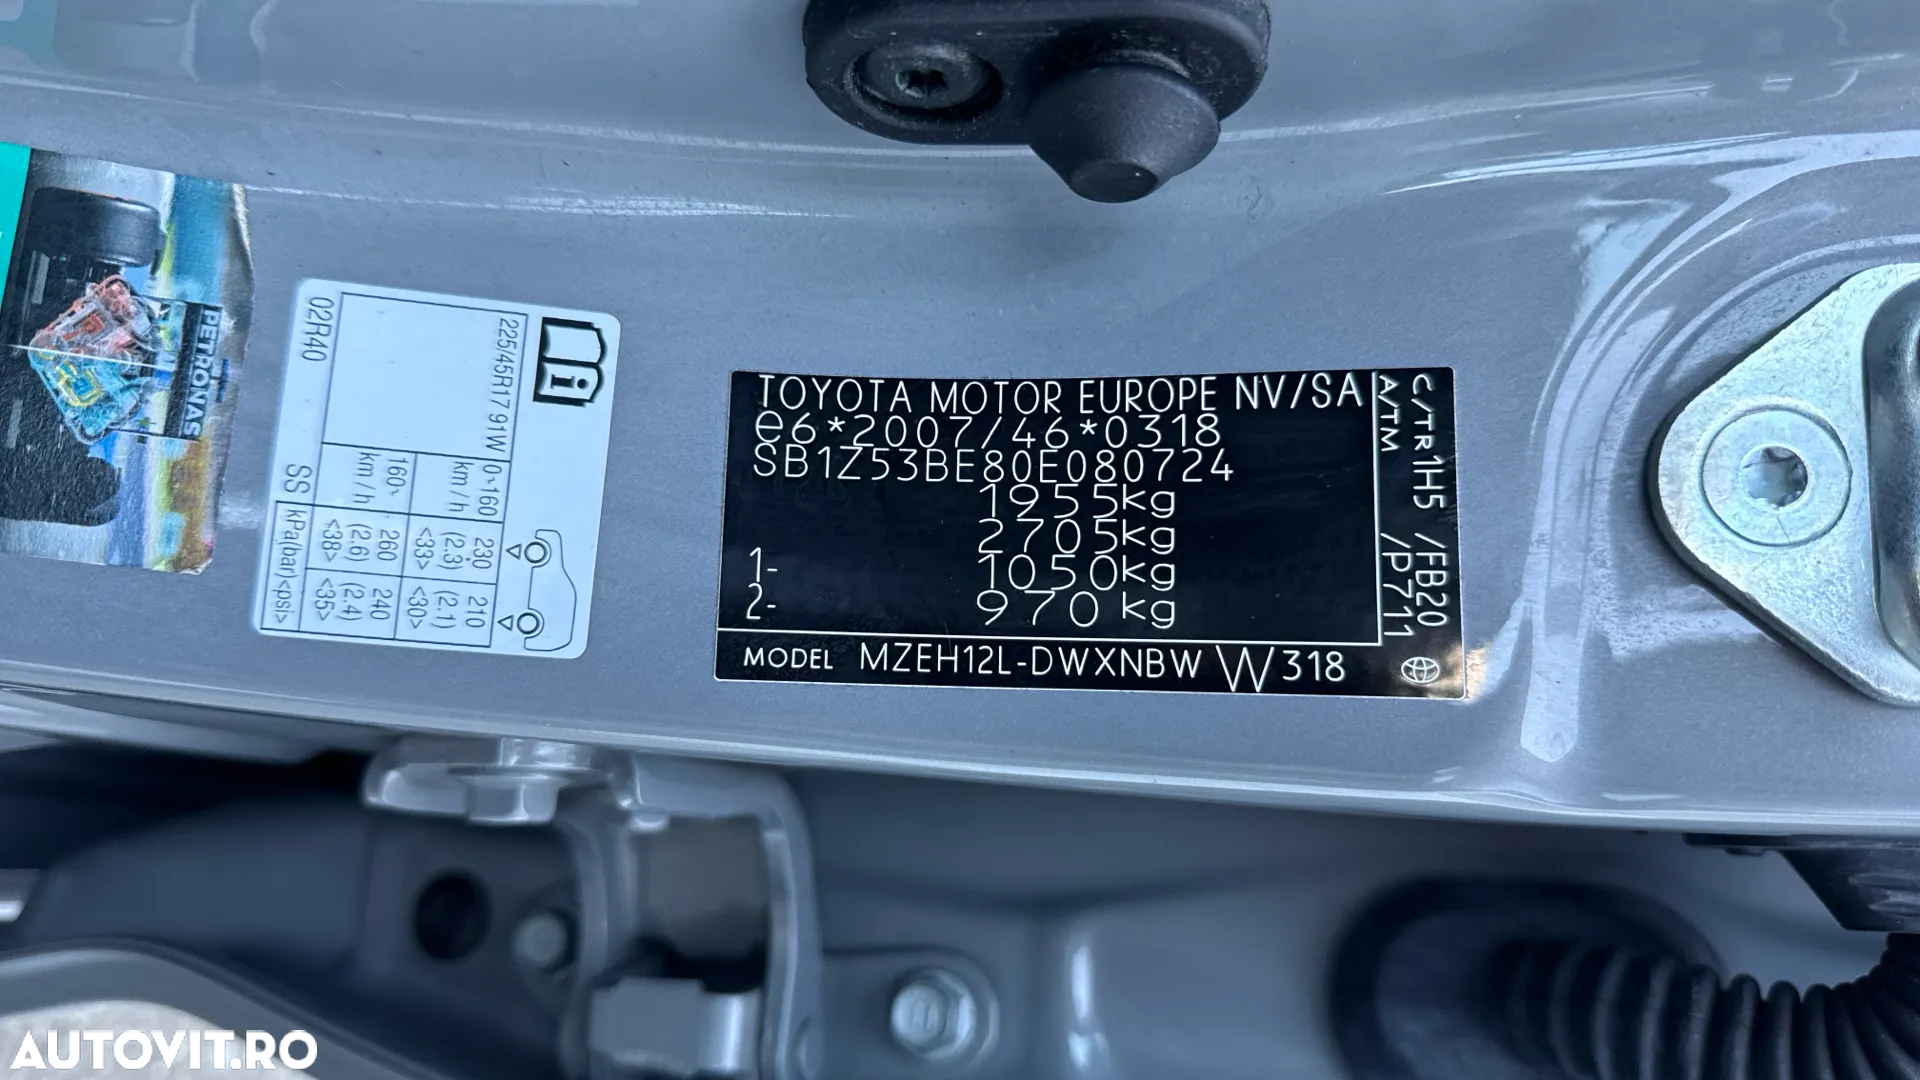 PETRONAS
225/45R17 91W
0~160
km/h
230
(2.3)
<33>
210
(2.1)
<30>
160~
km/h
260
(2.6)
<38>
240
(2.4)
<35>
02R40
SS
kPa(bar)<psi>
TOYOTA MOTOR EUROPE NV/SA
e6*2007/46*0318
SB1Z53BE80E080724
1955kg
2705kg
1- 1050kg
2- 970 kg
C/TR1H5 /FB20
A/TM /P711
MODEL MZEH12L-DWXNBW W318
AUTOVIT.RO